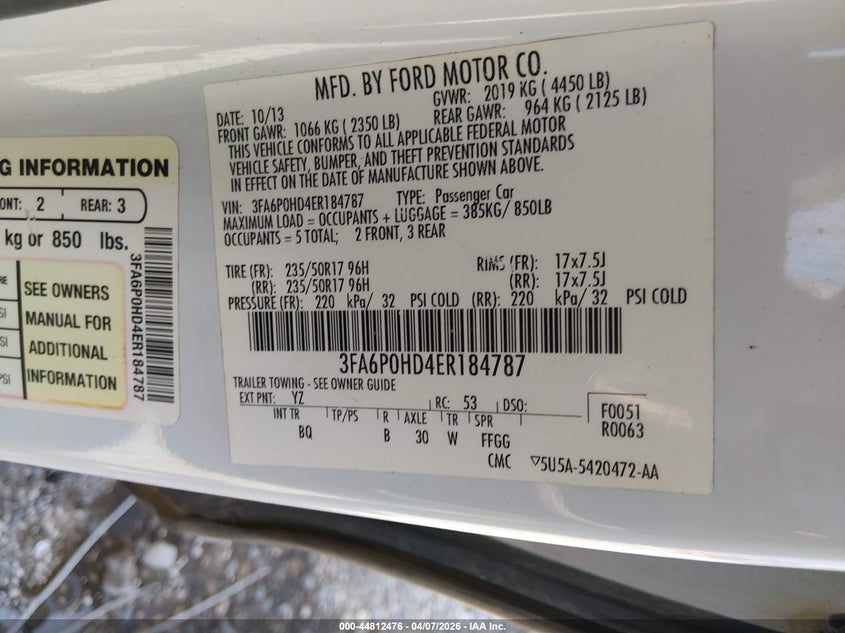 G INFORMATION
ONT: 2 REAR: 3
kg or 850 lbs.
SEE OWNERS
MANUAL FOR
ADDITIONAL
INFORMATION
3FA6P0HD4ER184787
MFD. BY FORD MOTOR CO.
DATE: 10/13 GVWR: 2019 KG ( 4450 LB)
FRONT GAWR: 1066 KG ( 2350 LB) REAR GAWR: 964 KG ( 2125 LB)
THIS VEHICLE CONFORMS TO ALL APPLICABLE FEDERAL MOTOR
VEHICLE SAFETY, BUMPER, AND THEFT PREVENTION STANDARDS
IN EFFECT ON THE DATE OF MANUFACTURE SHOWN ABOVE.
VIN: 3FA6P0HD4ER184787 TYPE: Passenger Car
MAXIMUM LOAD = OCCUPANTS + LUGGAGE = 385KG/ 850LB
OCCUPANTS = 5 TOTAL; 2 FRONT, 3 REAR
TIRE (FR): 235/50R17 96H RIMS (FR): 17x7.5J
(RR): 235/50R17 96H (RR): 17x7.5J
PRESSURE (FR): 220 kPa/ 32 PSI COLD (RR): 220 kPa/ 32 PSI COLD
3FA6P0HD4ER184787
TRAILER TOWING - SEE OWNER GUIDE
EXT PNT: YZ RC: 53 DSO:
INT TR TP/PS R AXLE TR SPR
BQ B 30 W FFGG
F0051
R0063
CMC ▽5U5A-5420472-AA
000-44812476 - 04/07/2026 - IAA Inc.